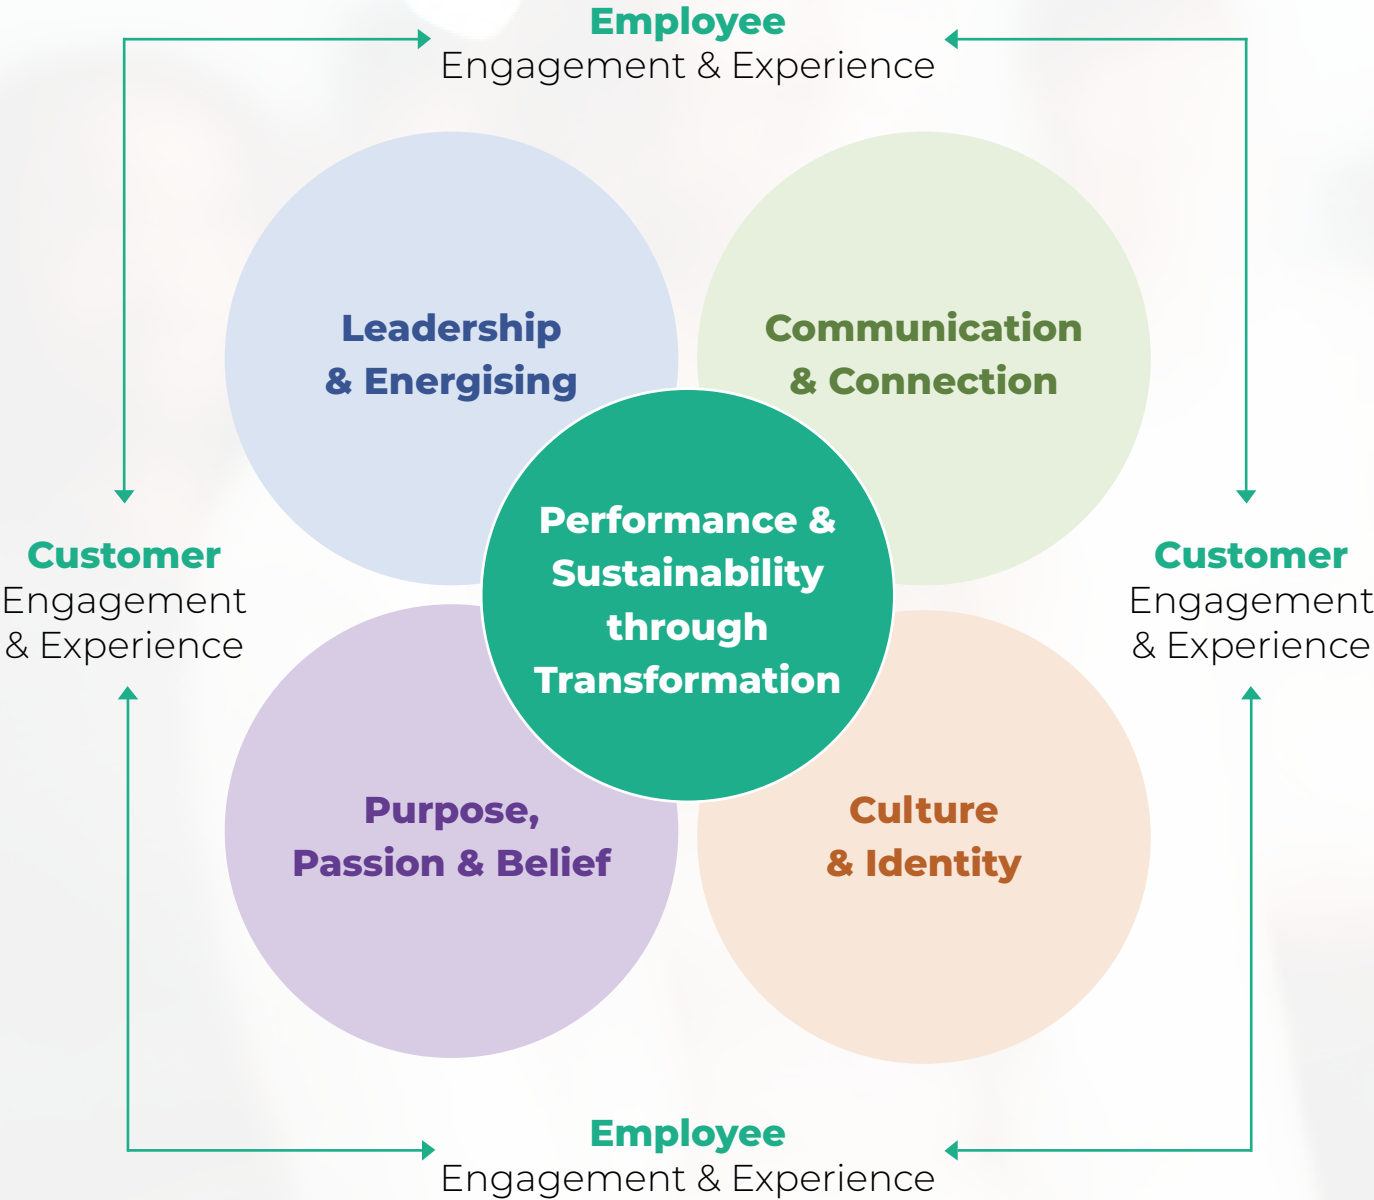 Employee
Engagement & Experience
Leadership
& Energising
Communication
& Connection
Performance &
Sustainability
through
Transformation
Customer
Engagement
& Experience
Customer
Engagement
& Experience
Purpose,
Passion & Belief
Culture
& Identity
Employee
Engagement & Experience